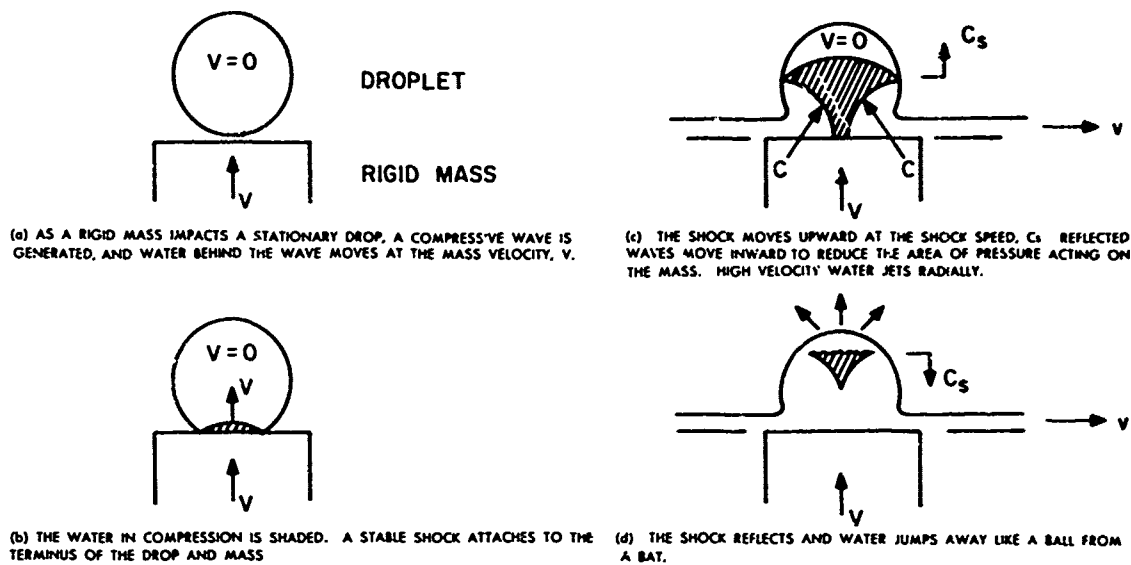 V=0
DROPLET
RIGID MASS
V
(a) AS A RIGID MASS IMPACTS A STATIONARY DROP, A COMPRESS'VE WAVE IS
GENERATED, AND WATER BEHIND THE WAVE MOVES AT THE MASS VELOCITY, V.
V=0
V
V
(b) THE WATER IN COMPRESSION IS SHADED. A STABLE SHOCK ATTACHES TO THE
TERMINUS OF THE DROP AND MASS
V=0
Cs
v
C C
V
(c) THE SHOCK MOVES UPWARD AT THE SHOCK SPEED, Cs REFLECTED
WAVES MOVE INWARD TO REDUCE THE AREA OF PRESSURE ACTING ON
THE MASS. HIGH VELOCITY WATER JETS RADIALLY.
Cs
v
V
(d) THE SHOCK REFLECTS AND WATER JUMPS AWAY LIKE A BALL FROM
A BAT.